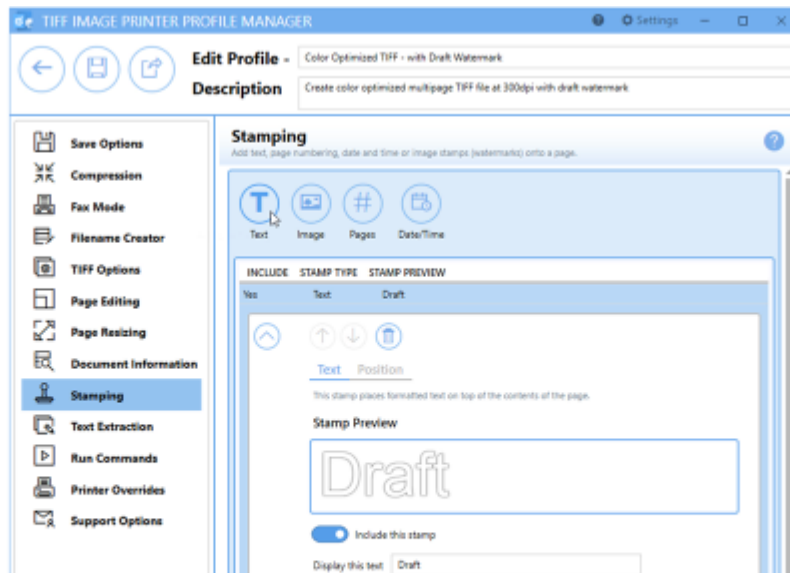 TIFF IMAGE PRINTER PROFILE MANAGER
Settings
Edit Profile - Color Optimized TIFF - with Draft Watermark
Description Create color optimized multipage TIFF file at 300dpi with draft watermark
Save Options
Compression
Fax Mode
Filename Creator
TIFF Options
Page Editing
Page Resizing
Document Information
Stamping
Text Extraction
Run Commands
Printer Overrides
Support Options
Stamping
Add text, page numbering, date and time or image stamps (watermarks) onto a page.
Text Image Pages Date/Time
INCLUDE STAMP TYPE STAMP PREVIEW
Yes Text Draft
Text Position
This stamp places formatted text on top of the contents of the page.
Stamp Preview
Draft
Include this stamp
Display this text Draft